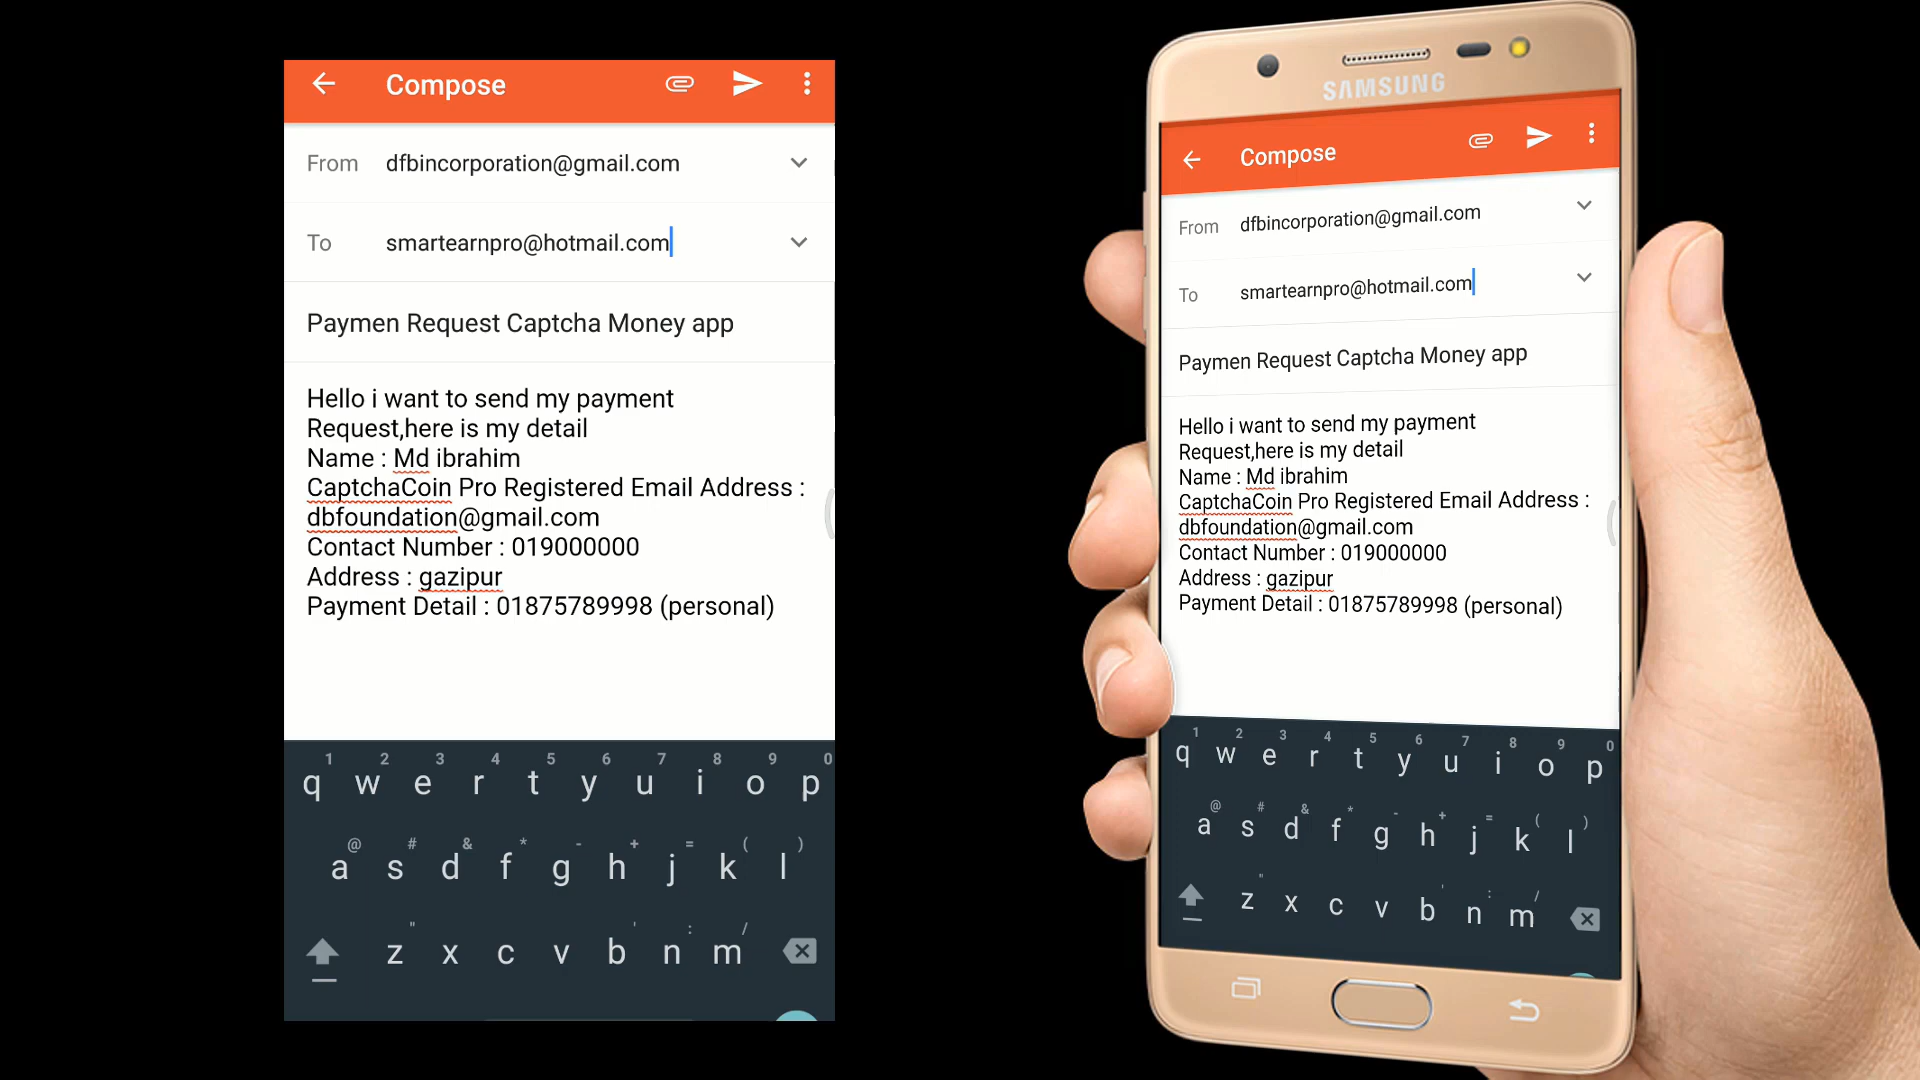 Compose
From dfbincorporation@gmail.com
To smartearnpro@hotmail.com
Paymen Request Captcha Money app
Hello i want to send my payment
Request,here is my detail
Name : Md ibrahim
CaptchaCoin Pro Registered Email Address :
dbfoundation@gmail.com
Contact Number : 019000000
Address : gazipur
Payment Detail : 01875789998 (personal)
1 2 3 4 5 6 7 8 9 0
q w e r t y u i o p
@ # & * - + = ( )
a s d f g h j k l
" ' : /
z x c v b n m
SAMSUNG
Compose
From dfbincorporation@gmail.com
To smartearnpro@hotmail.com
Paymen Request Captcha Money app
Hello i want to send my payment
Request,here is my detail
Name : Md ibrahim
CaptchaCoin Pro Registered Email Address :
dbfoundation@gmail.com
Contact Number : 019000000
Address : gazipur
Payment Detail : 01875789998 (personal)
1 2 3 4 5 6 7 8 9 0
q w e r t y u i o p
@ # & * - + = ( )
a s d f g h j k l
" ' : /
z x c v b n m